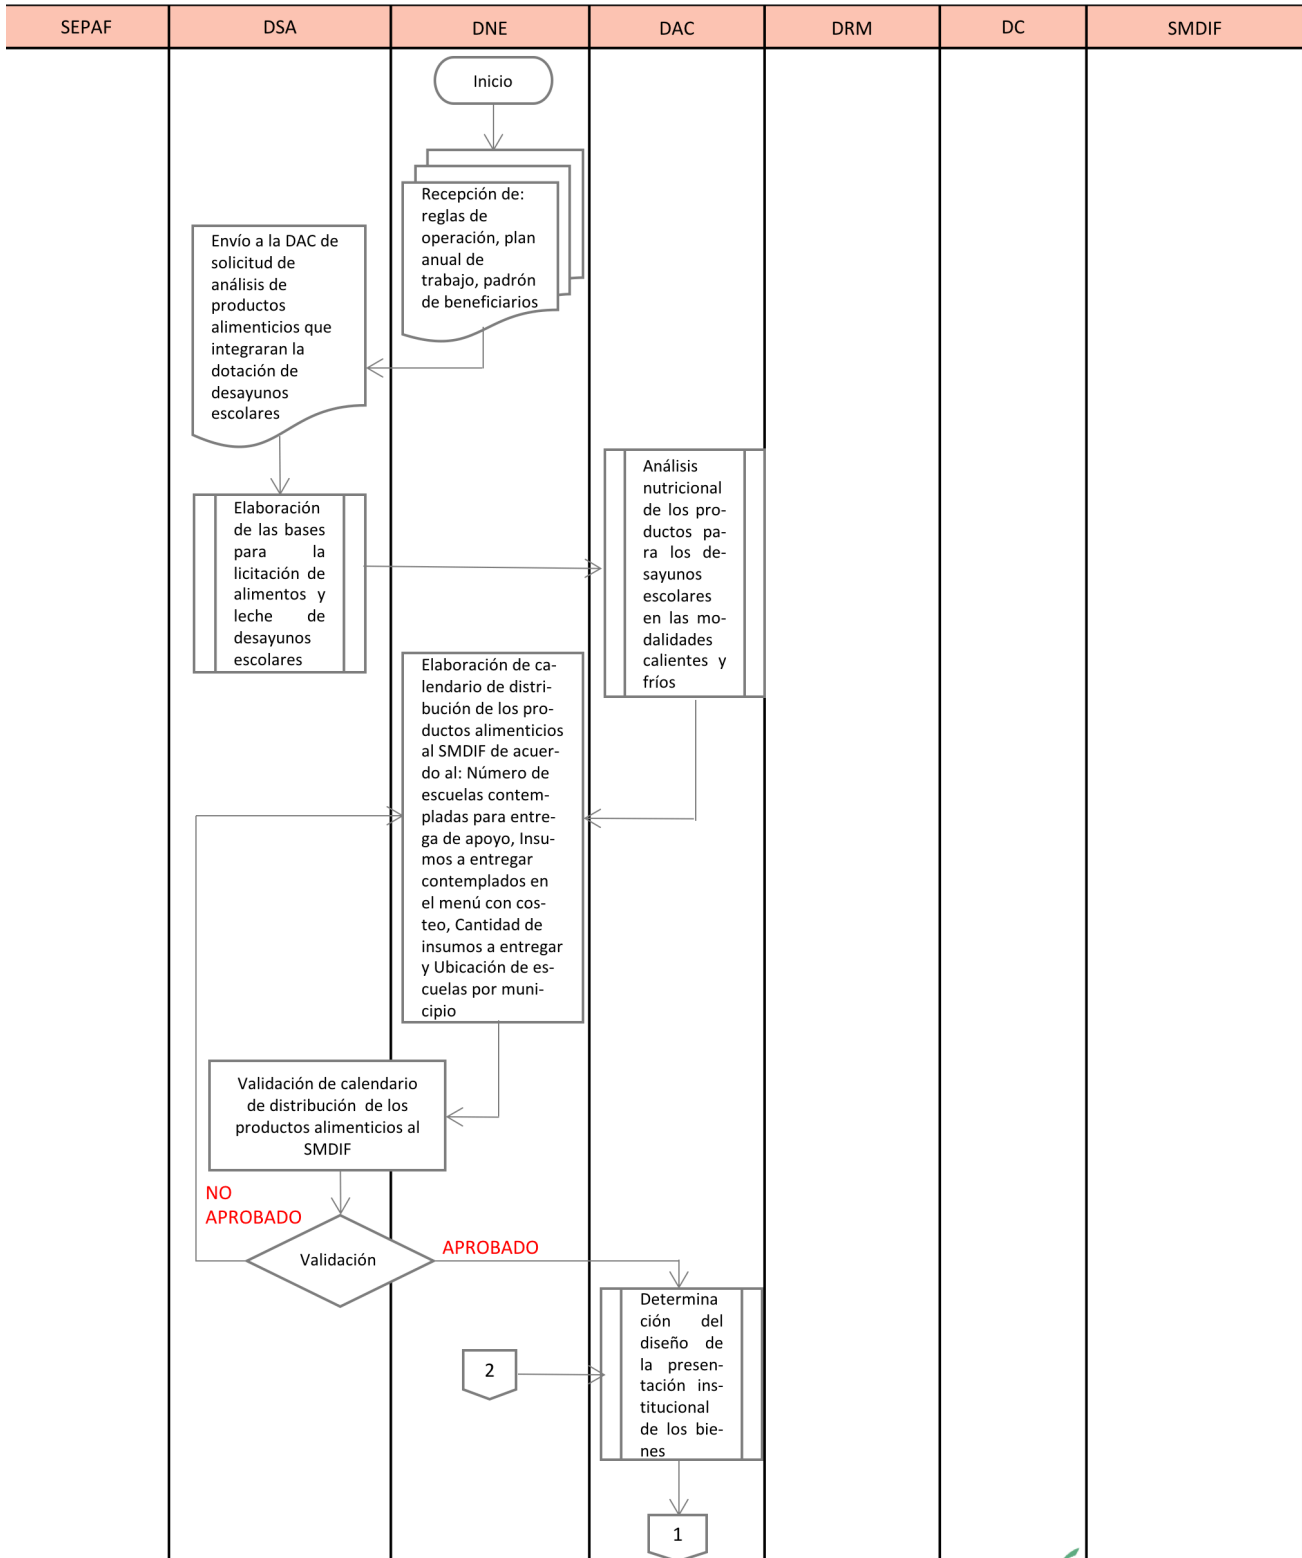 SEPAF DSA DNE DAC DRM DC SMDIF
Inicio
Recepción de:
reglas de
operación, plan
anual de
trabajo, padrón
de beneficiarios
Envío a la DAC de
solicitud de
análisis de
productos
alimenticios que
integraran la
dotación de
desayunos
escolares
Elaboración
de las bases
para la
licitación de
alimentos y
leche de
desayunos
escolares
Análisis
nutricional
de los pro-
ductos pa-
ra los de-
sayunos
escolares
en las mo-
dalidades
calientes y
fríos
Elaboración de ca-
lendario de distri-
bución de los pro-
ductos alimenticios
al SMDIF de acuer-
do al: Número de
escuelas contem-
pladas para entre-
ga de apoyo, Insu-
mos a entregar
contemplados en
el menú con cos-
teo, Cantidad de
insumos a entregar
y Ubicación de es-
cuelas por muni-
cipio
Validación de calendario
de distribución de los
productos alimenticios al
SMDIF
NO
APROBADO
Validación
APROBADO
Determina
ción del
diseño de
la presen-
tación ins-
titucional
de los bie-
nes
2
1